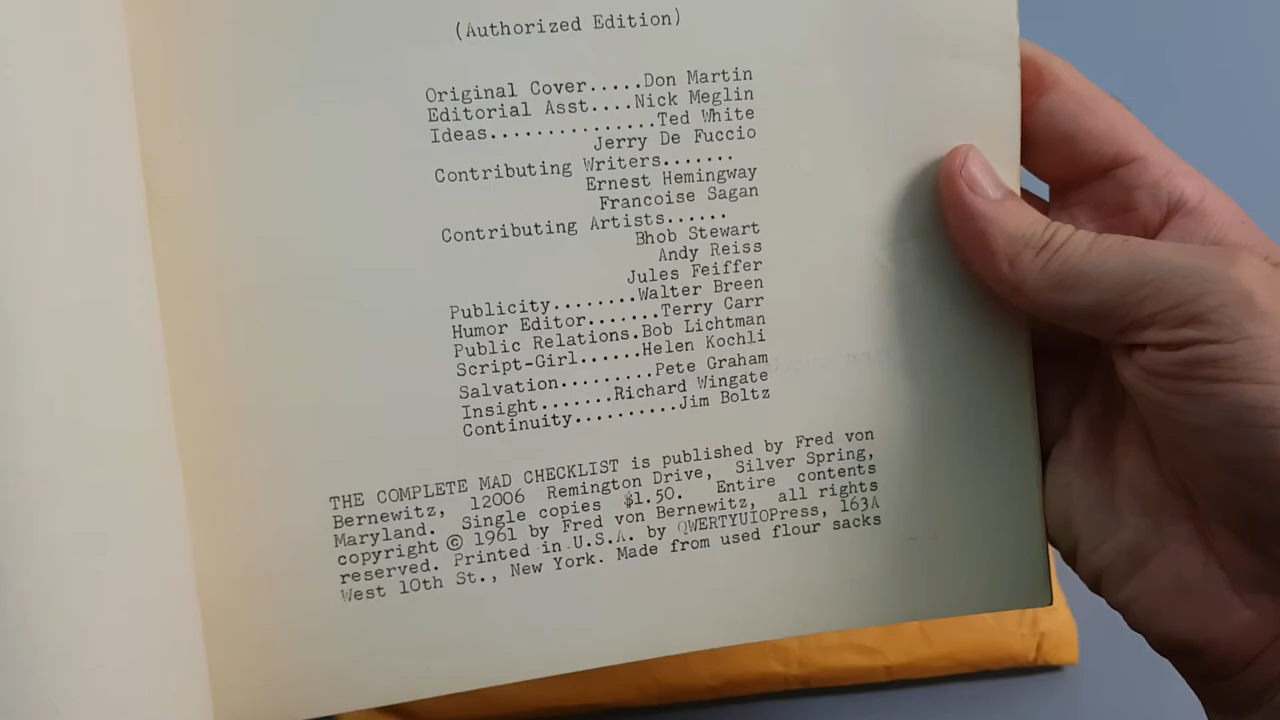 (Authorized Edition)
Original Cover.....Don Martin
Editorial Asst....Nick Meglin
Ideas...............Ted White
Jerry De Fuccio
Contributing Writers.......
Ernest Hemingway
Francoise Sagan
Contributing Artists......
Bhob Stewart
Andy Reiss
Jules Feiffer
Publicity........Walter Breen
Humor Editor.......Terry Carr
Public Relations.Bob Lichtman
Script-Girl......Helen Kochli
Salvation.........Pete Graham
Insight.......Richard Wingate
Continuity..........Jim Boltz
THE COMPLETE MAD CHECKLIST is published by Fred von
Bernewitz, 12006 Remington Drive, Silver Spring,
Maryland. Single copies $1.50. Entire contents
copyright © 1961 by Fred von Bernewitz, all rights
reserved. Printed in U.S.A. by QWERTYUIOPress, 163A
West 10th St., New York. Made from used flour sacks